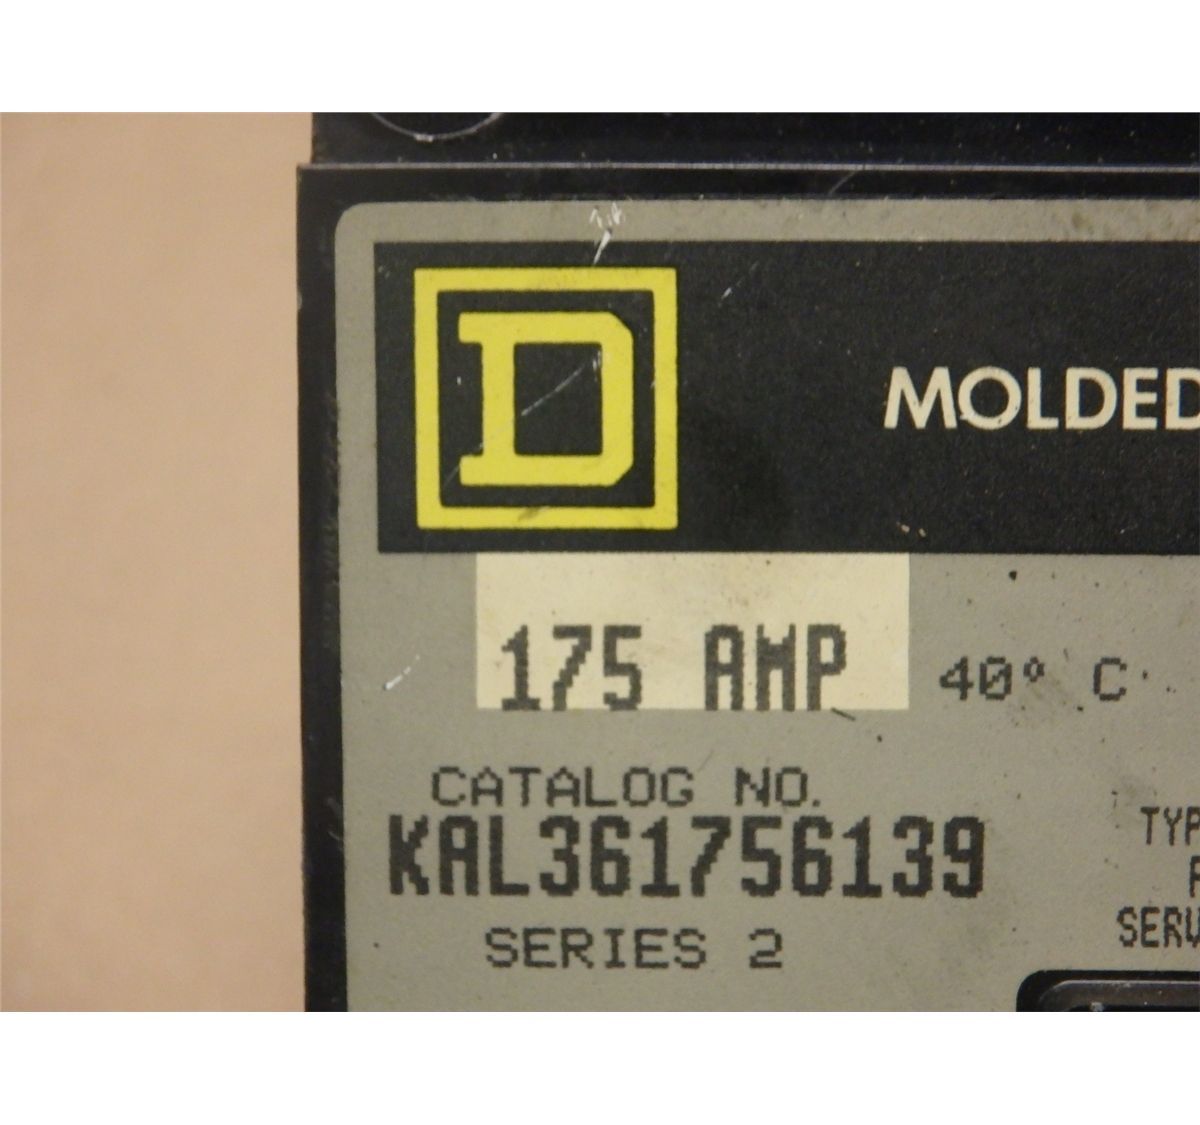 D
MOLDED
175 AMP 40° C
CATALOG NO.
KAL361756139
SERIES 2